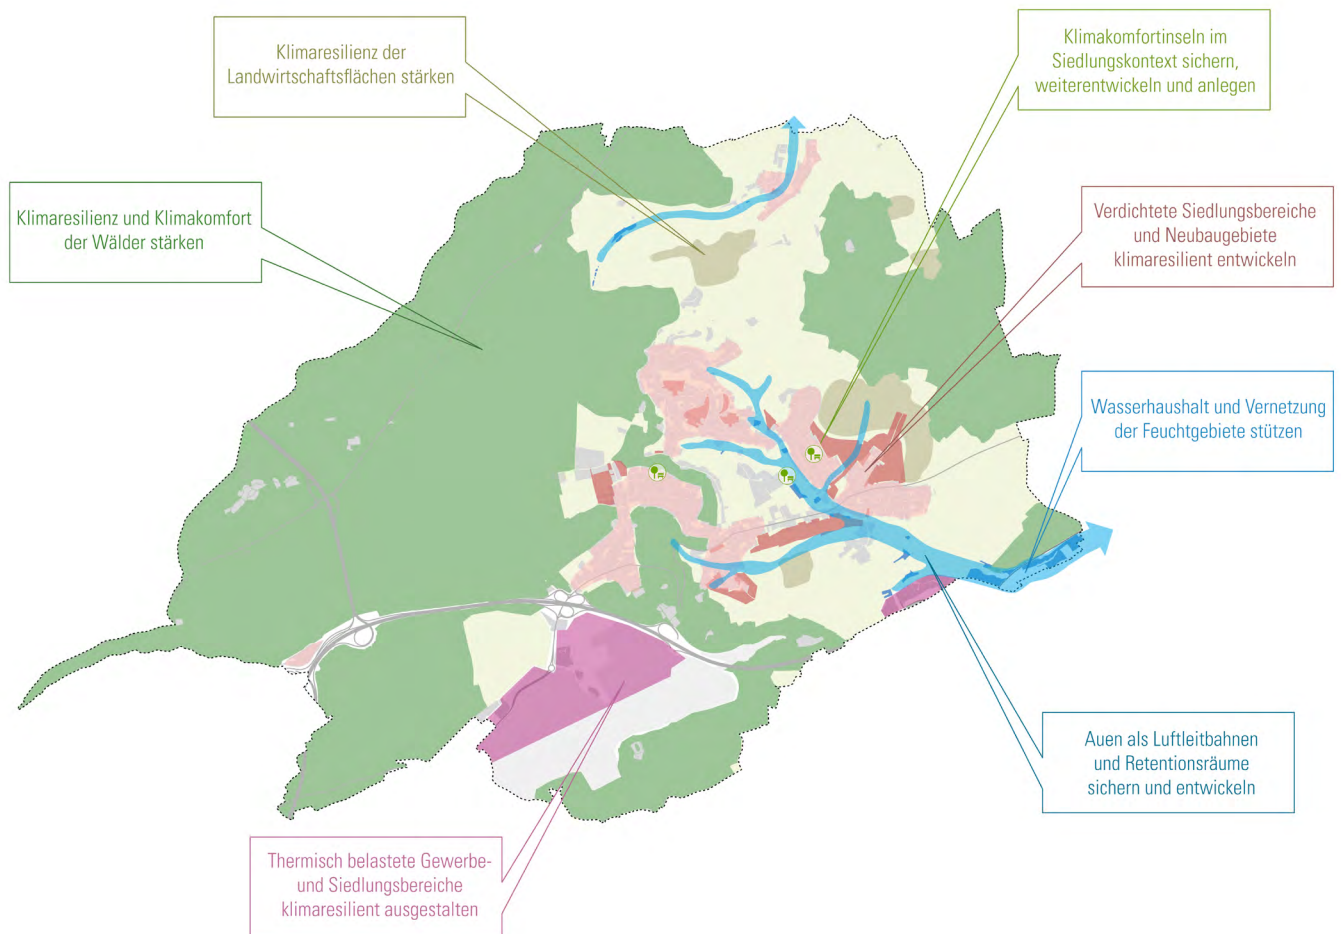 Klimaresilienz der
Landwirtschaftsflächen stärken
Klimakomfortinseln im
Siedlungskontext sichern,
weiterentwickeln und anlegen
Klimaresilienz und Klimakomfort
der Wälder stärken
Verdichtete Siedlungsbereiche
und Neubaugebiete
klimaresilient entwickeln
Wasserhaushalt und Vernetzung
der Feuchtgebiete stützen
Auen als Luftleitbahnen
und Retentionsräume
sichern und entwickeln
Thermisch belastete Gewerbe-
und Siedlungsbereiche
klimaresilient ausgestalten